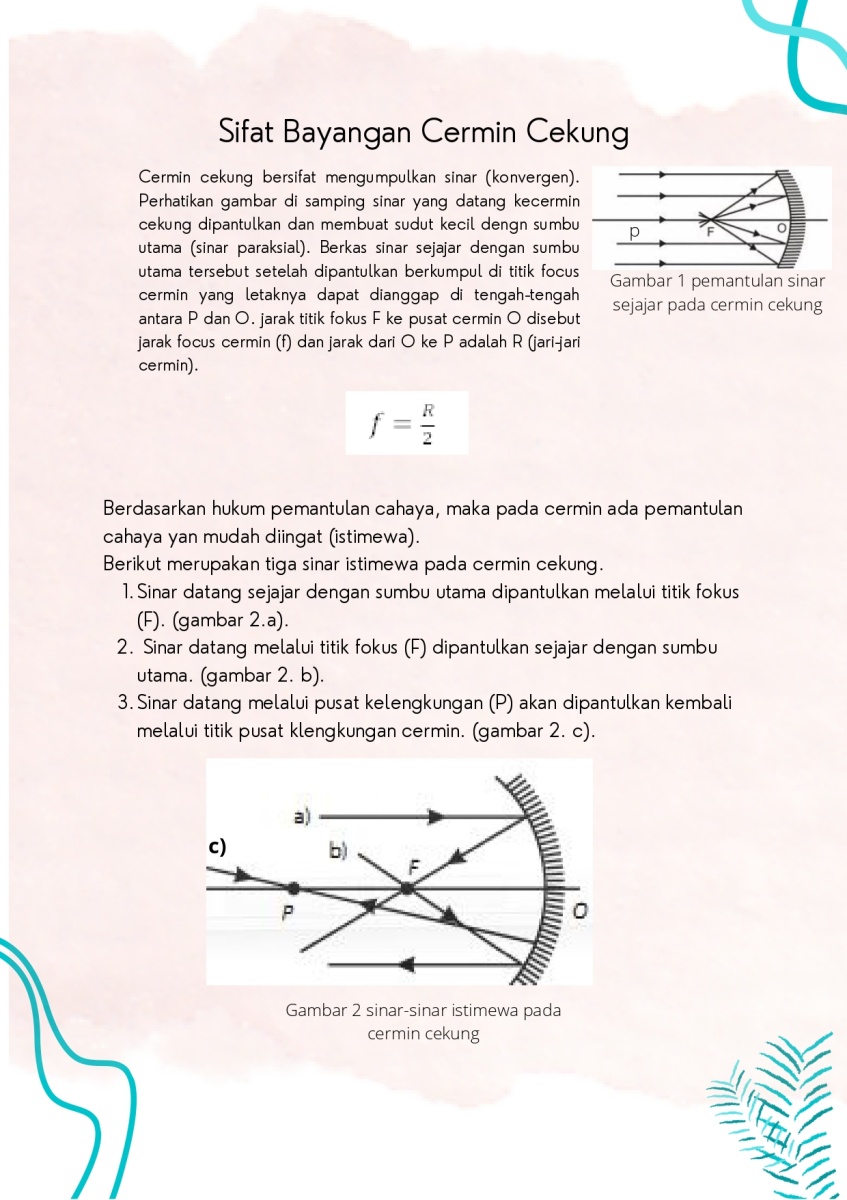 Sifat Bayangan Cermin Cekung
Cermin cekung bersifat mengumpulkan sinar (konvergen).
Perhatikan gambar di samping sinar yang datang kecermin
cekung dipantulkan dan membuat sudut kecil dengn sumbu
utama (sinar paraksial). Berkas sinar sejajar dengan sumbu
utama tersebut setelah dipantulkan berkumpul di titik focus
cermin yang letaknya dapat dianggap di tengah-tengah
antara P dan O. jarak titik fokus F ke pusat cermin O disebut
jarak focus cermin (f) dan jarak dari O ke P adalah R (jari-jari
cermin).
p F O
Gambar 1 pemantulan sinar
sejajar pada cermin cekung
f = R/2
Berdasarkan hukum pemantulan cahaya, maka pada cermin ada pemantulan
cahaya yan mudah diingat (istimewa).
Berikut merupakan tiga sinar istimewa pada cermin cekung.
1. Sinar datang sejajar dengan sumbu utama dipantulkan melalui titik fokus
(F). (gambar 2.a).
2. Sinar datang melalui titik fokus (F) dipantulkan sejajar dengan sumbu
utama. (gambar 2. b).
3. Sinar datang melalui pusat kelengkungan (P) akan dipantulkan kembali
melalui titik pusat klengkungan cermin. (gambar 2. c).
a)
c)
b)
F
P
O
Gambar 2 sinar-sinar istimewa pada
cermin cekung